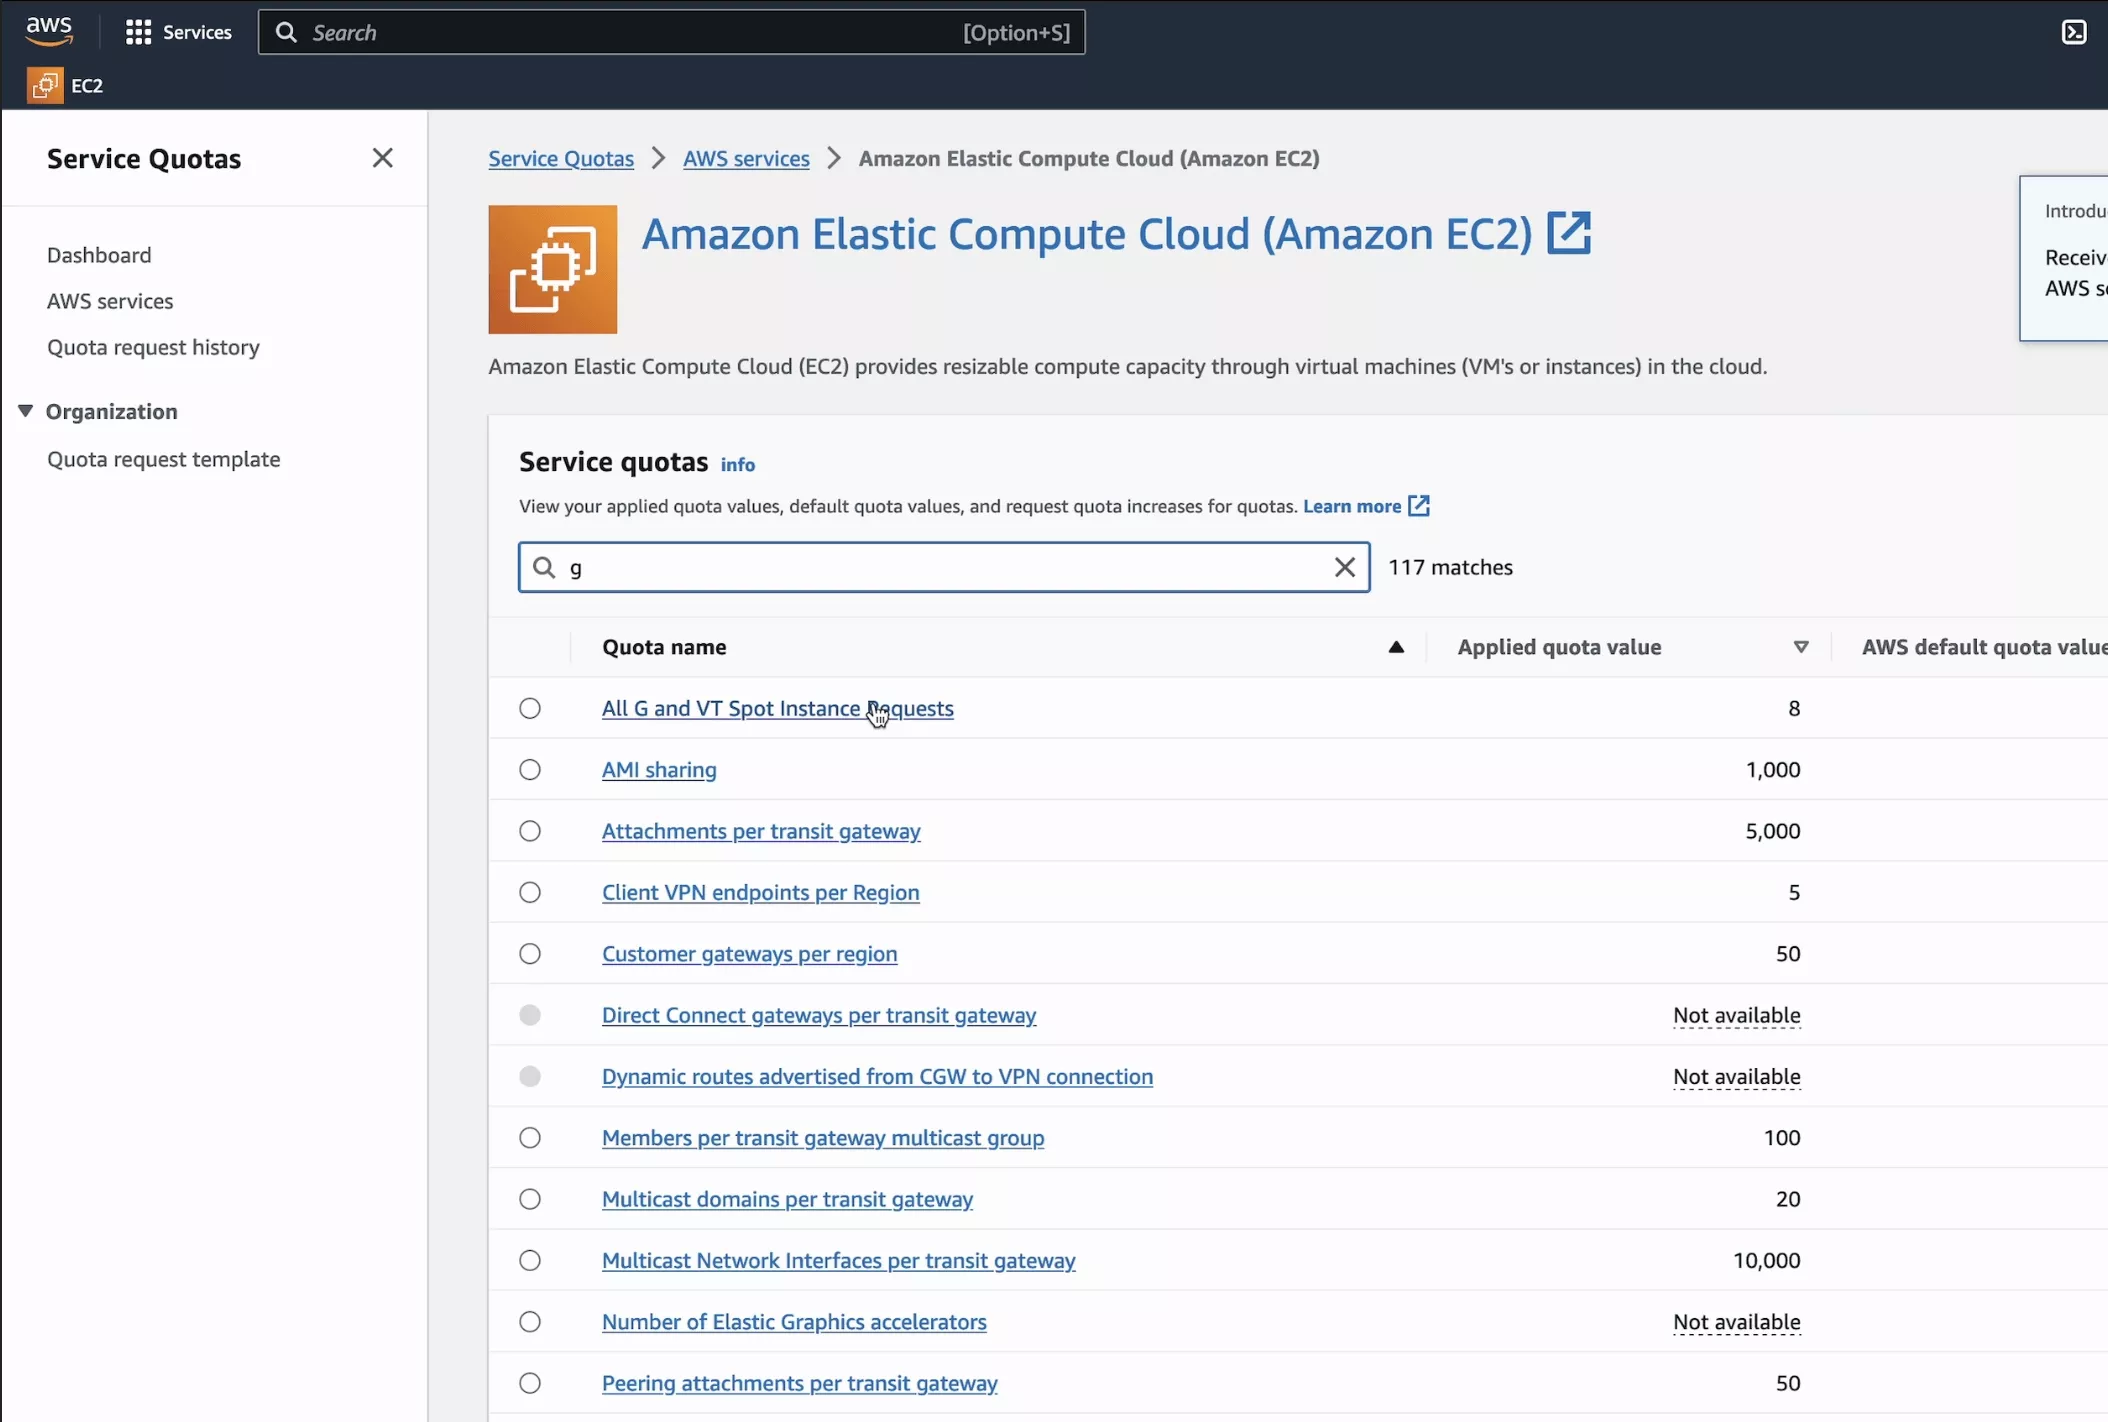 aws
Services
Search
[Option+S]
EC2
Service Quotas
Dashboard
AWS services
Quota request history
Organization
Quota request template
Service Quotas
AWS services
Amazon Elastic Compute Cloud (Amazon EC2)
Amazon Elastic Compute Cloud (Amazon EC2)
Amazon Elastic Compute Cloud (EC2) provides resizable compute capacity through virtual machines (VM's or instances) in the cloud.
AWS
Service quotas info
View your applied quota values, default quota values, and request quota increases for quotas. Learn more
g
117 matches
Quota name
Applied quota value
AWS default quota value
All G and VT Spot Instance Requests
8
AMI sharing
1,000
Attachments per transit gateway
5,000
Client VPN endpoints per Region
5
Customer gateways per region
50
Direct Connect gateways per transit gateway
Not available
Dynamic routes advertised from CGW to VPN connection
Not available
Members per transit gateway multicast group
100
Multicast domains per transit gateway
20
Multicast Network Interfaces per transit gateway
10,000
Number of Elastic Graphics accelerators
Not available
Peering attachments per transit gateway
50